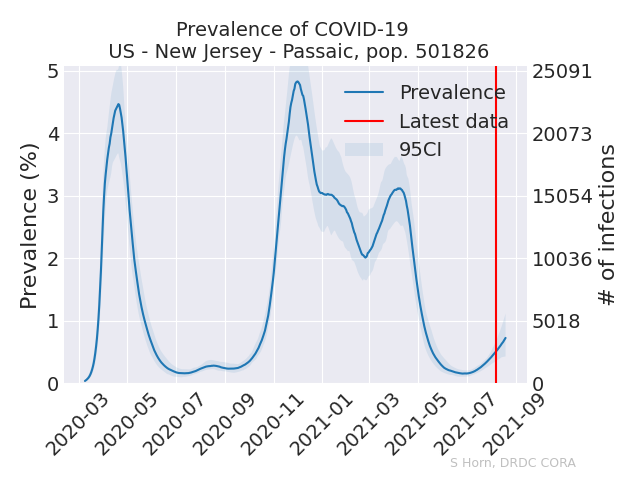 Prevalence of COVID-19
US - New Jersey - Passaic, pop. 501826
Prevalence (%)
5
4
3
2
1
0
Prevalence
Latest data
95CI
25091
20073
15054
10036
5018
0
# of infections
2020-03
2020-05
2020-07
2020-09
2020-11
2021-01
2021-03
2021-05
2021-07
2021-09
S Horn, DRDC CORA